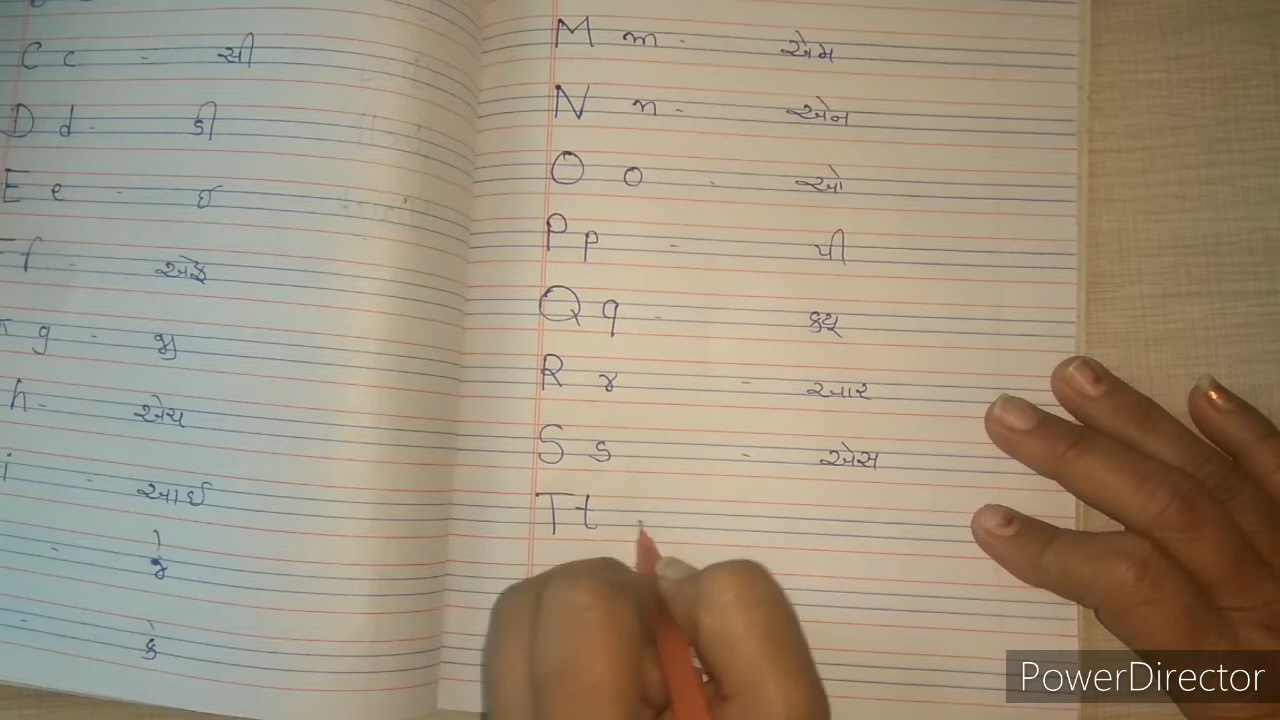 C c - સી
D d - ડી
E e - ઈ
f - એફ
g - જી
h - એચ
i - આઈ
- જે
- કે
M m - એમ
N n - એન
O o - ઓ
P p - પી
Q q - ક્યૂ
R r - આર
S s - એસ
T t
PowerDirector